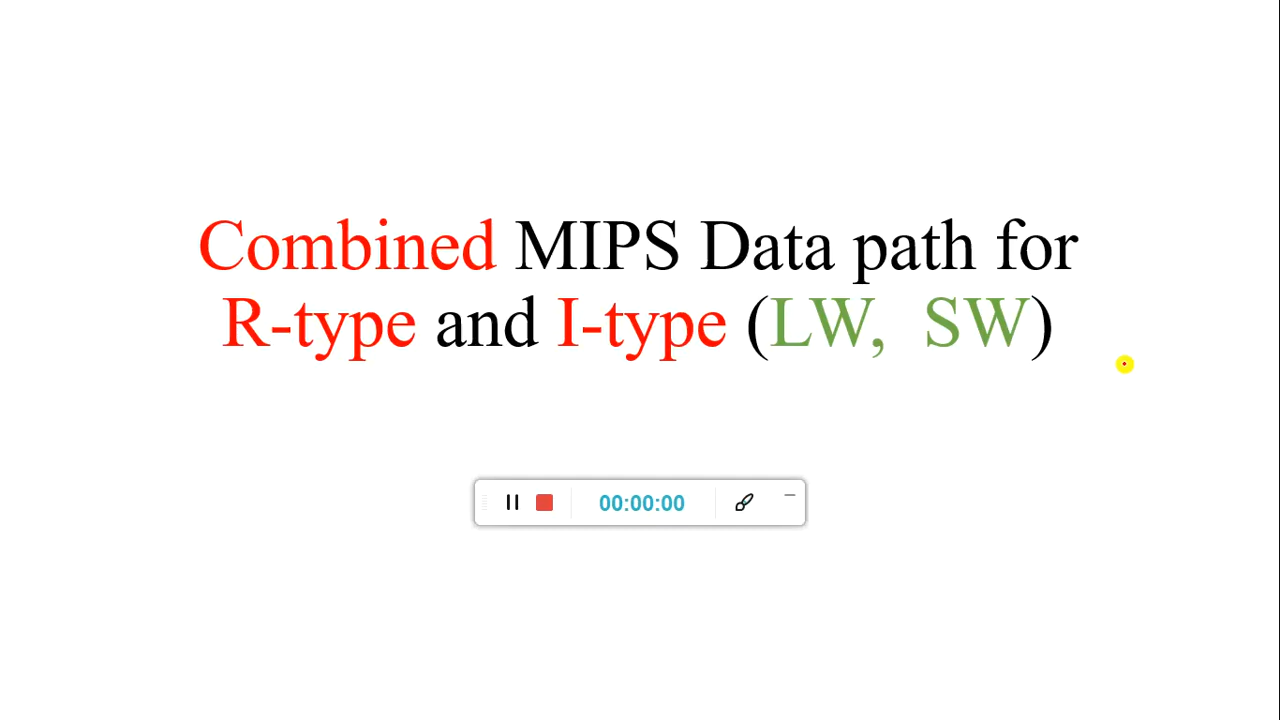 Combined MIPS Data path for
R-type and I-type (LW, SW)
00:00:00